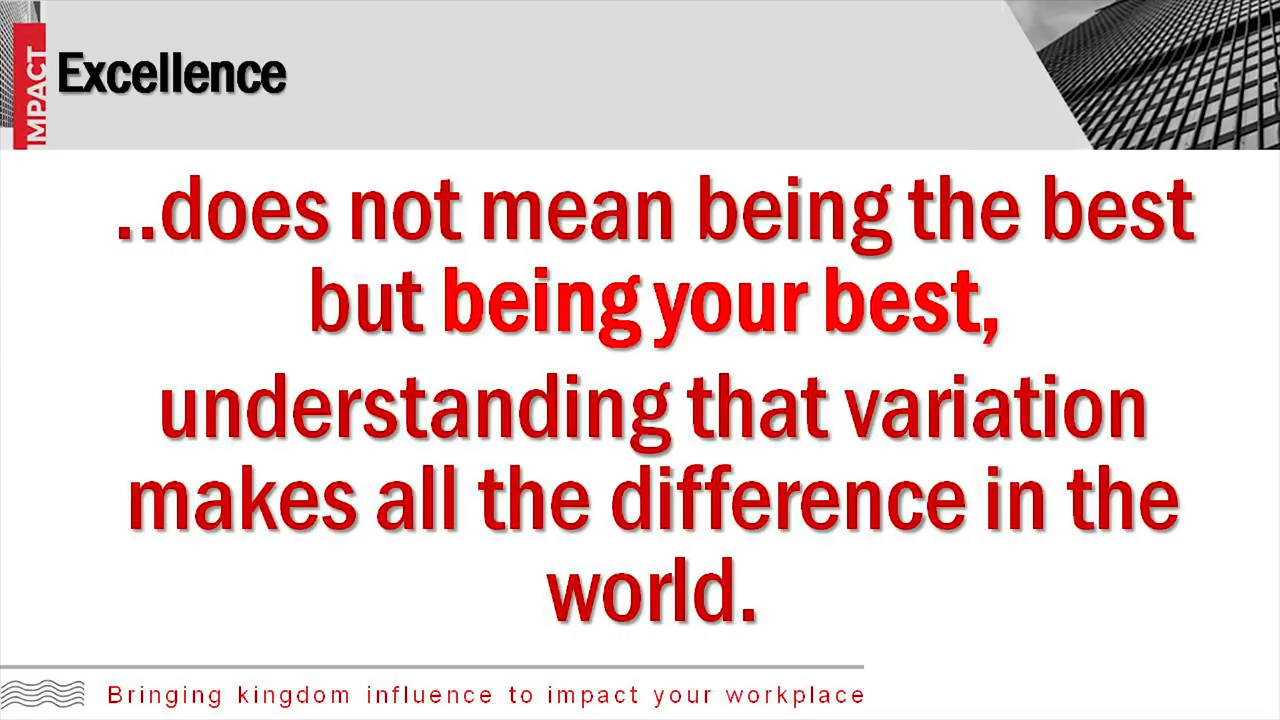 IMPACT
Excellence
..does not mean being the best
but being your best,
understanding that variation
makes all the difference in the
world.
Bringing kingdom influence to impact your workplace